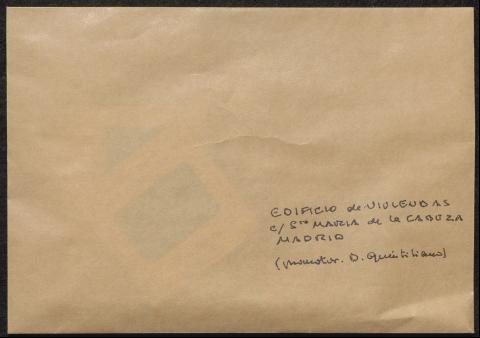 EDIFICIO de VIVIENDAS
c/ Sta MARIA de la CABEZA
MADRID
(promotor. D. Quintiliano)